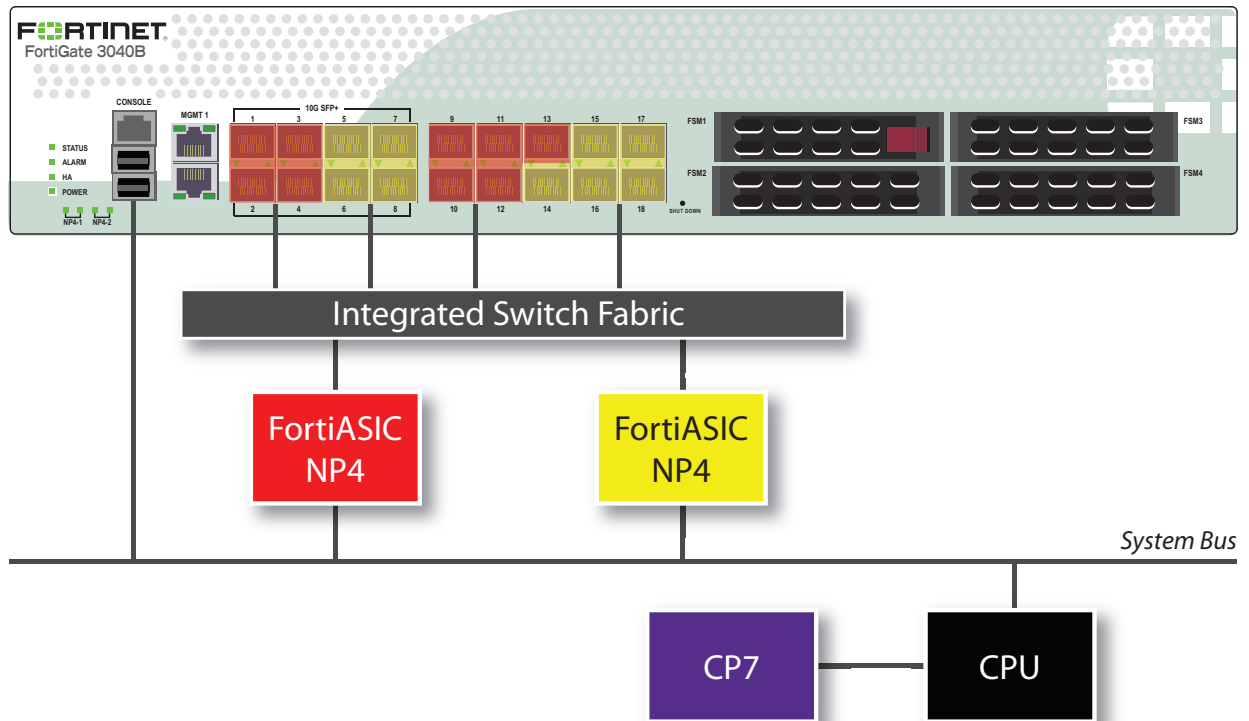 FORTINET
FortiGate 3040B
CONSOLE
MGMT 1
10G SFP+
1 3 5 7 9 11 13 15 17
FSM1
FSM3
STATUS
ALARM
HA
POWER
FSM2
FSM4
NP4-1 NP4-2
2 4 6 8 10 12 14 16 18
SHUT DOWN
Integrated Switch Fabric
FortiASIC
NP4
FortiASIC
NP4
System Bus
CP7
CPU